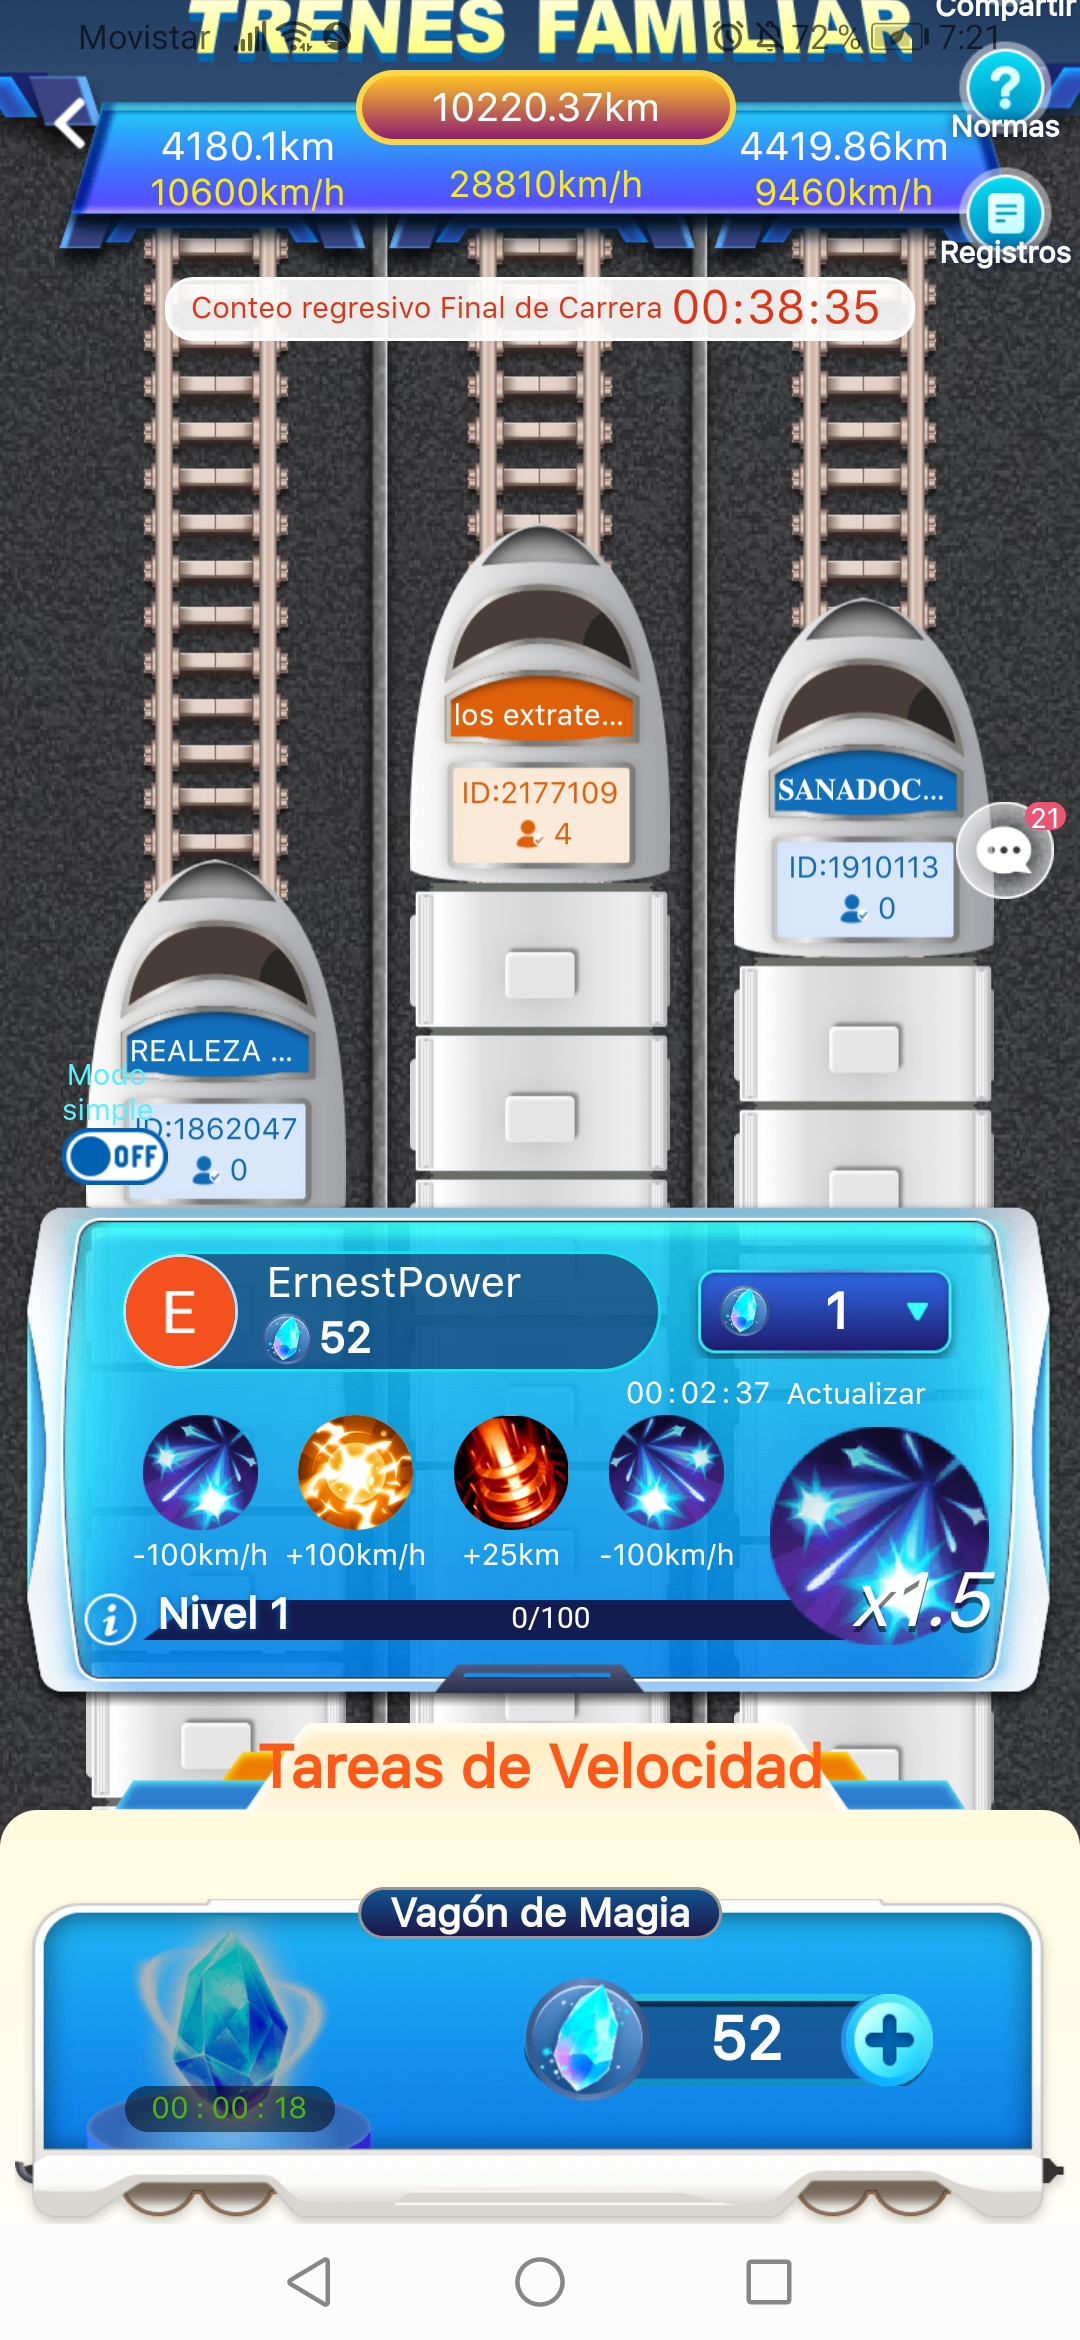 TRENES FAMILIAR
Compartir
Movistar
72 %
7:21
10220.37km
4180.1km
4419.86km
10600km/h
28810km/h
9460km/h
Normas
Registros
Conteo regresivo Final de Carrera 00:38:35
los extrate...
ID:2177109
4
SANADOC...
ID:1910113
0
21
REALEZA ...
Modo
simple
ID:1862047
OFF
0
E
ErnestPower
52
1
00:02:37 Actualizar
-100km/h
+100km/h
+25km
-100km/h
x1.5
Nivel 1
0/100
Tareas de Velocidad
Vagón de Magia
52
00:00:18